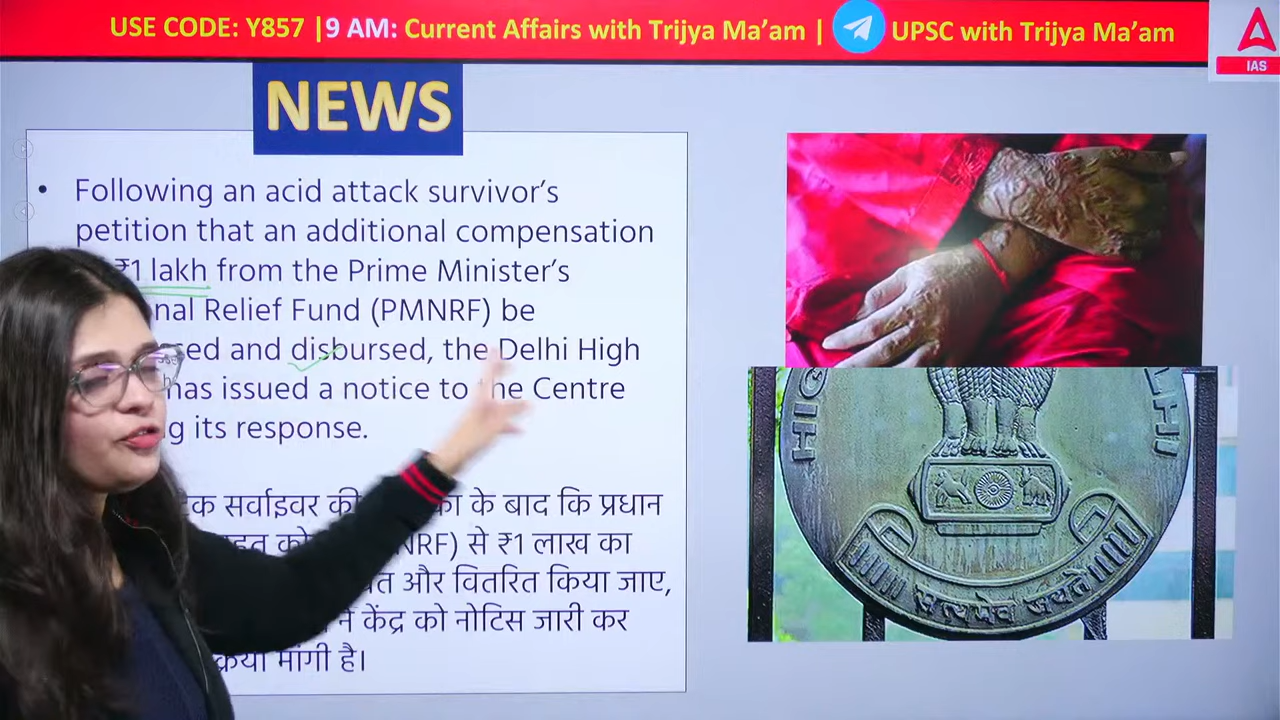 USE CODE: Y857 |9 AM: Current Affairs with Trijya Ma’am | UPSC with Trijya Ma’am
IAS
NEWS
• Following an acid attack survivor’s
petition that an additional compensation
₹1 lakh from the Prime Minister’s
Relief Fund (PMNRF) be
and disbursed, the Delhi High
has issued a notice to the Centre
its response.
सर्वाइवर की के बाद कि प्रधान
से ₹1 लाख का
और वितरित किया जाए,
ने केंद्र को नोटिस जारी कर
मांगी है।
सत्यमेव जयते